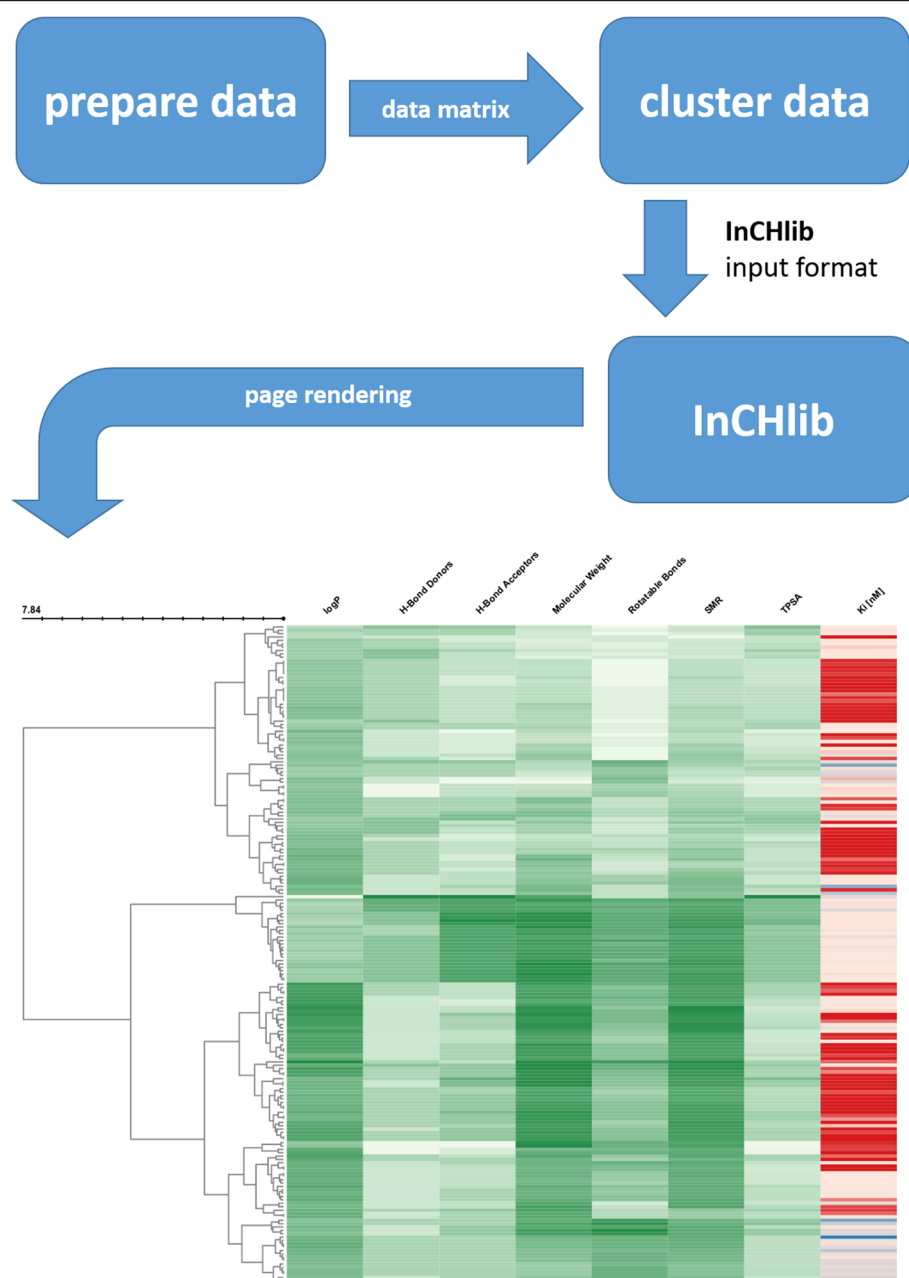 prepare data
data matrix
cluster data
InCHlib
input format
page rendering
InCHlib
7.84
logP
H-Bond Donors
H-Bond Acceptors
Molecular Weight
Rotatable Bonds
SMR
TPSA
Ki [nM]